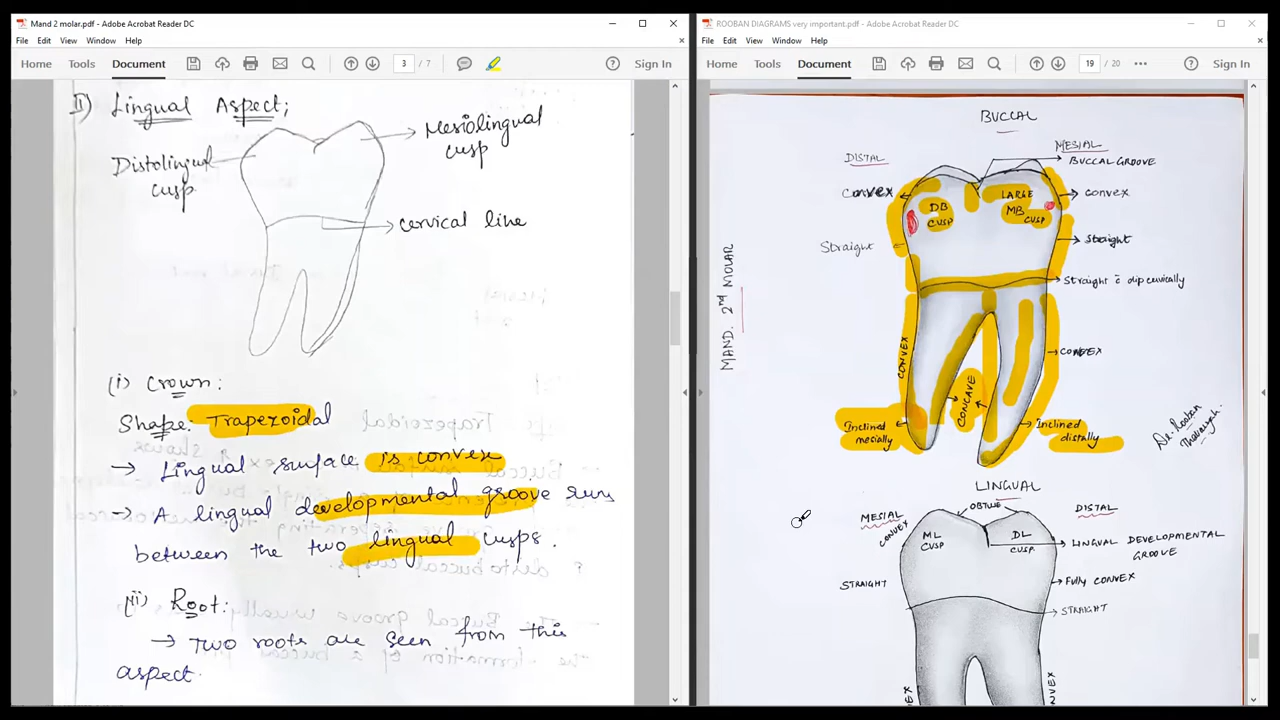 Mand 2 molar.pdf - Adobe Acrobat Reader DC
File Edit View Window Help
Home Tools Document 3 / 7 Sign In
II) Lingual Aspect;
Mesiolingual
cusp
Distolingual
cusp
cervical line
(i) Crown:
Shape: Trapezoidal
→ Lingual surface is convex
→ A lingual developmental groove runs
between the two lingual cusps.
(ii) Root:
→ Two roots are seen from this
aspect.
ROOBAN DIAGRAMS very important.pdf - Adobe Acrobat Reader DC
File Edit View Window Help
Home Tools Document 19 / 20 Sign In
BUCCAL
MESIAL
DISTAL
BUCCAL GROOVE
Convex
DB
CUSP
LARGE
MB
CUSP
convex
Straight
Straight
Straight c̄ dip cervically
MAND. 2nd MOLAR
CONVEX
CONVEX
CONCAVE
Inclined
mesially
Inclined
distally
Dr. Rooban
LINGUAL
MESIAL
CONVEX
OBTUSE
DISTAL
ML
CUSP
DL
CUSP
LINGUAL DEVELOPMENTAL
GROOVE
STRAIGHT
Fully CONVEX
STRAIGHT